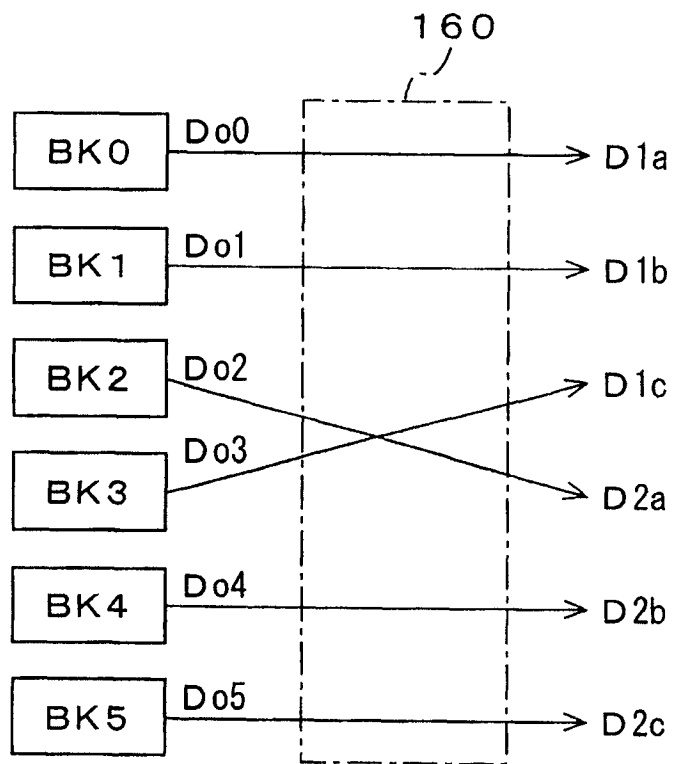 160
BK0 Do0 D1a
BK1 Do1 D1b
BK2 Do2 D1c
BK3 Do3 D2a
BK4 Do4 D2b
BK5 Do5 D2c